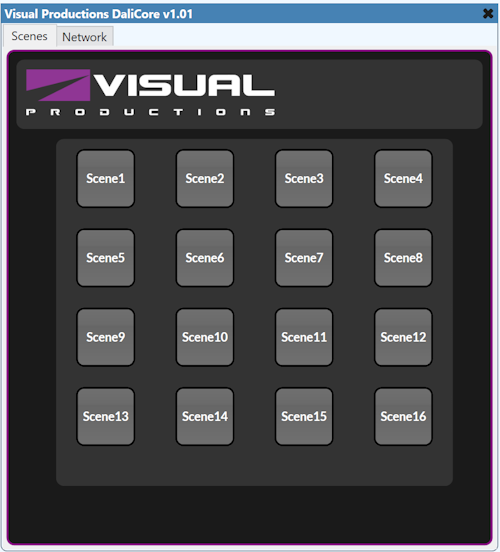 Visual Productions DaliCore v1.01
Scenes Network
VISUAL
PRODUCTIONS
Scene1 Scene2 Scene3 Scene4
Scene5 Scene6 Scene7 Scene8
Scene9 Scene10 Scene11 Scene12
Scene13 Scene14 Scene15 Scene16